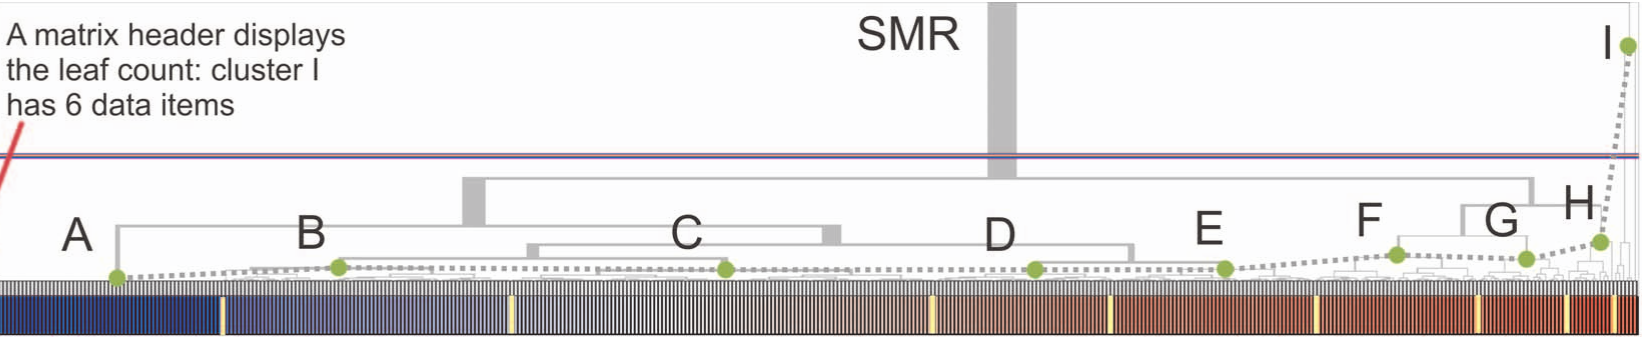 A matrix header displays
the leaf count: cluster I
has 6 data items
SMR
I
A
B
C
D
E
F
G
H